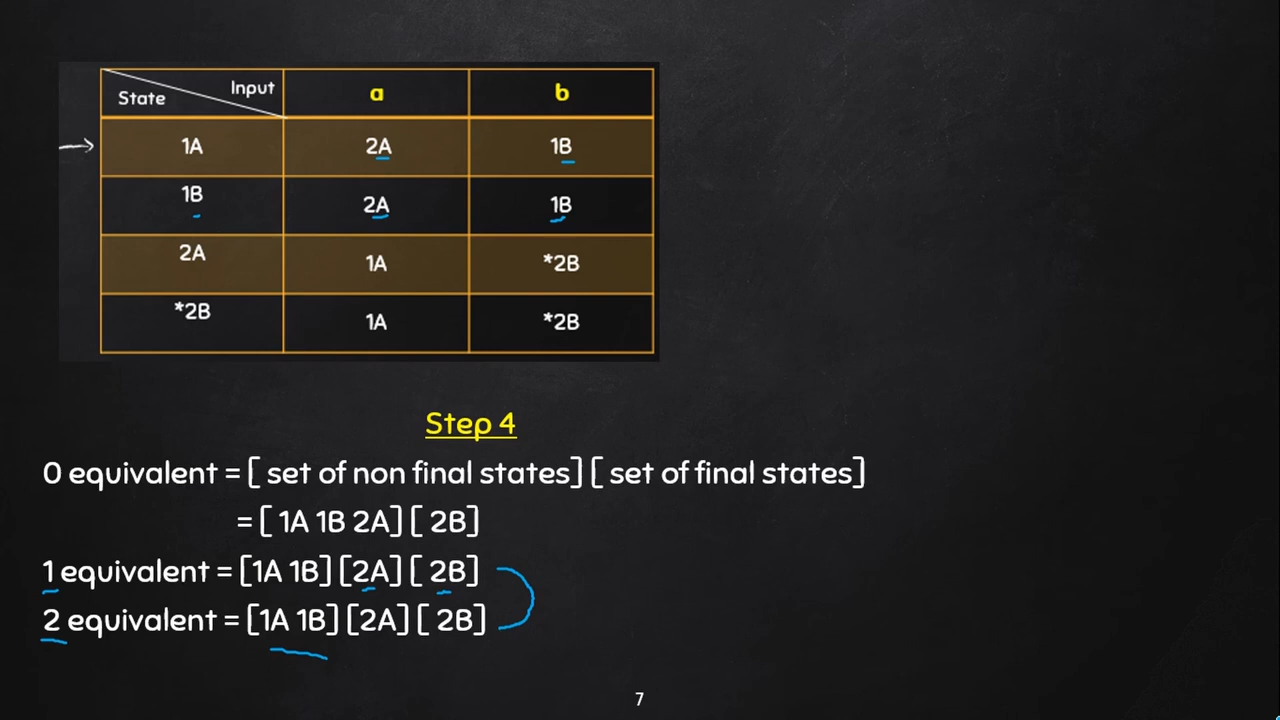 State Input a b
1A 2A 1B
1B 2A 1B
2A 1A *2B
*2B 1A *2B
Step 4
0 equivalent = [ set of non final states] [ set of final states]
= [ 1A 1B 2A] [ 2B]
1 equivalent = [1A 1B] [2A] [ 2B]
2 equivalent = [1A 1B] [2A] [ 2B]
7